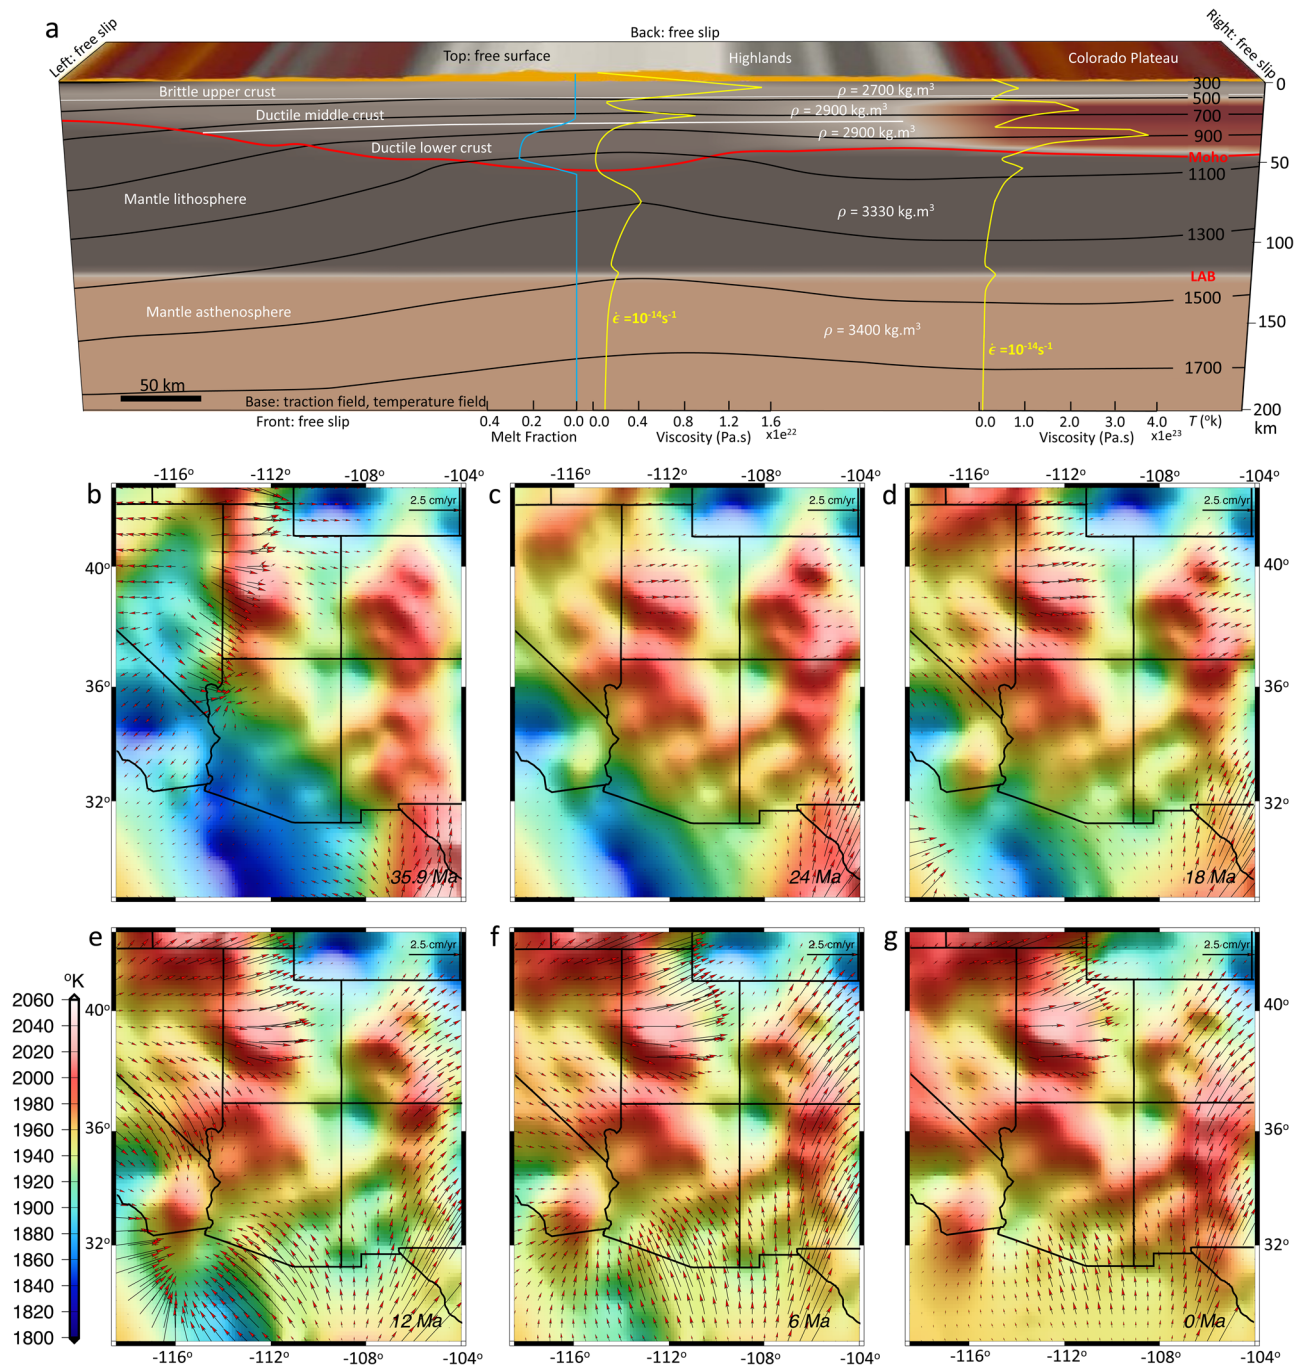 a
Left: free slip
Back: free slip
Right: free slip
Top: free surface
Highlands
Colorado Plateau
Brittle upper crust
ρ = 2700 kg.m³
300
0
500
Ductile middle crust
ρ = 2900 kg.m³
700
ρ = 2900 kg.m³
900
Ductile lower crust
Moho
50
1100
Mantle lithosphere
ρ = 3330 kg.m³
1300
100
LAB
1500
Mantle asthenosphere
ε̇ =10⁻¹⁴s⁻¹
ρ = 3400 kg.m³
150
ε̇ =10⁻¹⁴s⁻¹
1700
50 km
Base: traction field, temperature field
200
km
Front: free slip
0.4 0.2 0.0 0.0 0.4 0.8 1.2 1.6
0.0 1.0 2.0 3.0 4.0
T (°k)
Melt Fraction
Viscosity (Pa.s) x1e²²
Viscosity (Pa.s) x1e²³
-116° -112° -108° -104°
-116° -112° -108° -104°
-116° -112° -108° -104°
b
2.5 cm/yr
c
2.5 cm/yr
d
2.5 cm/yr
40°
40°
36°
36°
32°
32°
35.9 Ma
24 Ma
18 Ma
e
2.5 cm/yr
f
2.5 cm/yr
g
2.5 cm/yr
°K
2060
2040
2020
2000
1980
1960
1940
1920
1900
1880
1860
1840
1820
1800
40°
40°
36°
36°
32°
32°
12 Ma
6 Ma
0 Ma
-116° -112° -108° -104°
-116° -112° -108° -104°
-116° -112° -108° -104°